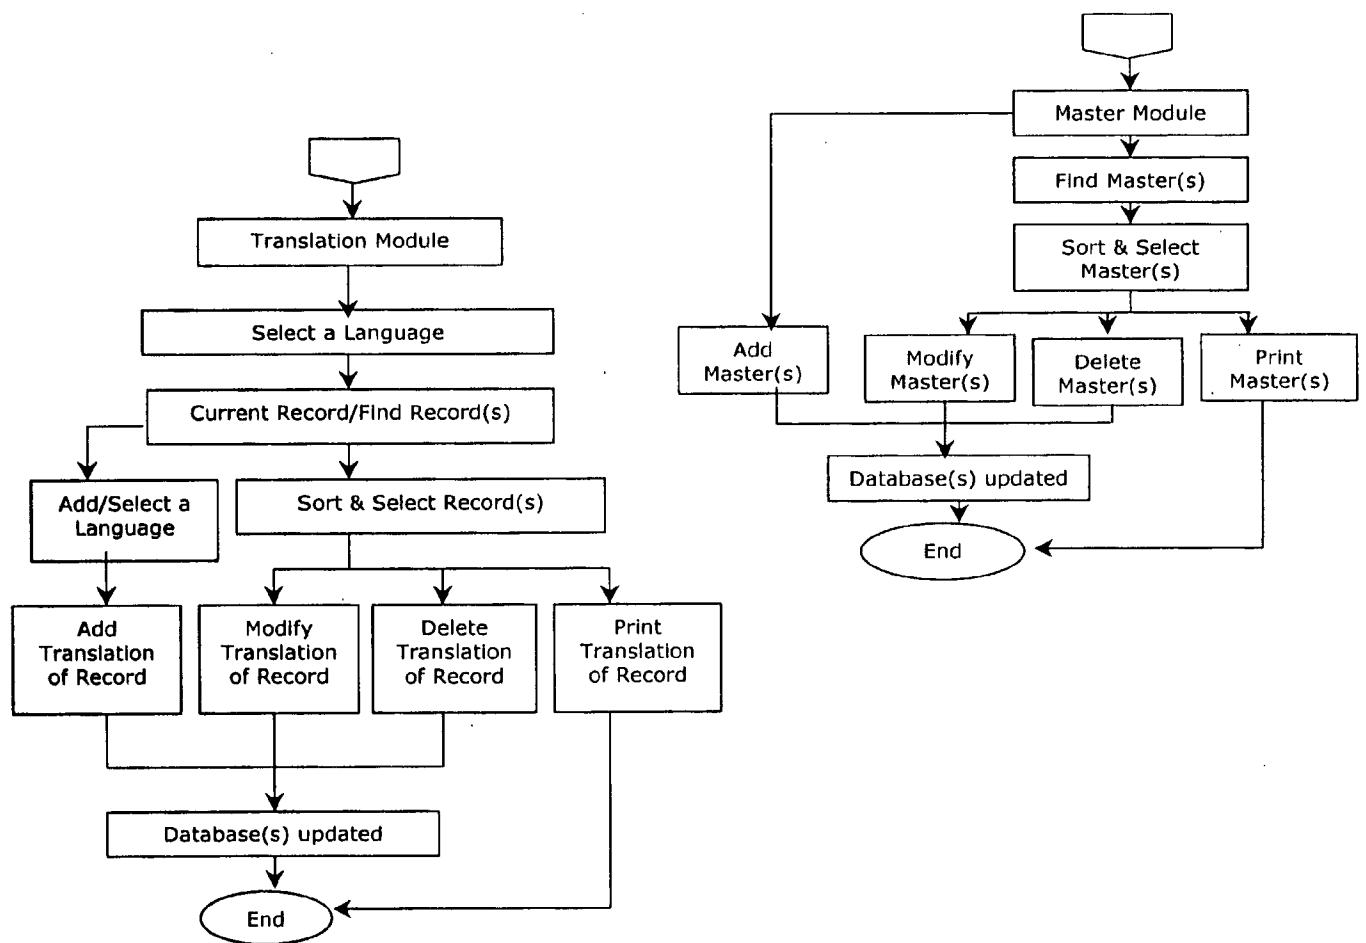 Translation Module
Select a Language
Current Record/Find Record(s)
Add/Select a
Language
Sort & Select Record(s)
Add
Translation
of Record
Modify
Translation
of Record
Delete
Translation
of Record
Print
Translation
of Record
Database(s) updated
End
Master Module
Find Master(s)
Sort & Select
Master(s)
Add
Master(s)
Modify
Master(s)
Delete
Master(s)
Print
Master(s)
Database(s) updated
End